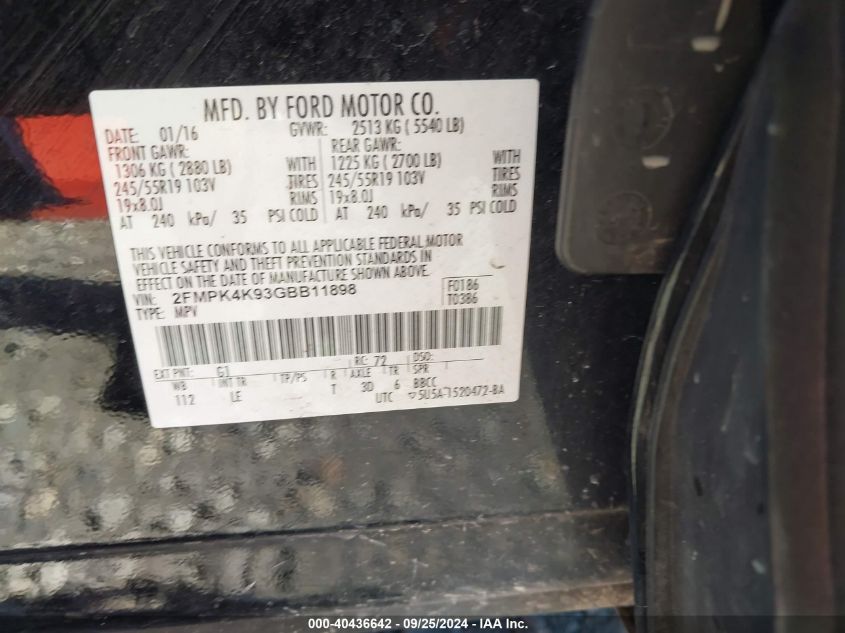 MFD. BY FORD MOTOR CO.
DATE: 01/16 GVWR: 2513 KG ( 5540 LB)
FRONT GAWR: REAR GAWR:
1306 KG ( 2880 LB) WITH 1225 KG ( 2700 LB) WITH
245/55R19 103V TIRES 245/55R19 103V TIRES
19x8.0J RIMS 19x8.0J RIMS
AT 240 kPa/ 35 PSI COLD AT 240 kPa/ 35 PSI COLD
THIS VEHICLE CONFORMS TO ALL APPLICABLE FEDERAL MOTOR
VEHICLE SAFETY AND THEFT PREVENTION STANDARDS IN
EFFECT ON THE DATE OF MANUFACTURE SHOWN ABOVE.
VIN: 2FMPK4K93GBB11898 F0186
TYPE: MPV T0386
EXT PNT: G1 RC: 72 DSO:
WB INT TR TP/PS R AXLE TR SPR
112 LE T 3D 6 BBCC
UTC 5U5A-1520472-BA
000-40436642 - 09/25/2024 - IAA Inc.